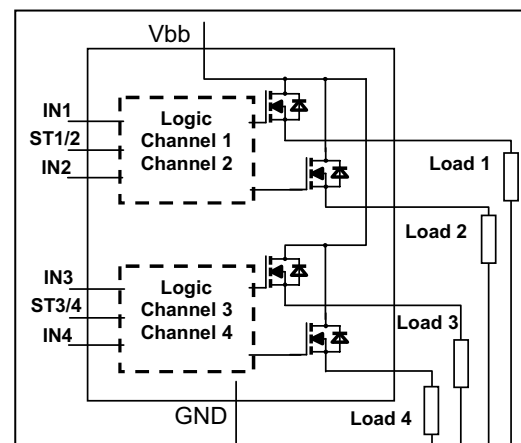 Vbb
IN1
ST1/2
IN2
Logic
Channel 1
Channel 2
Load 1
Load 2
IN3
ST3/4
IN4
Logic
Channel 3
Channel 4
Load 3
Load 4
GND